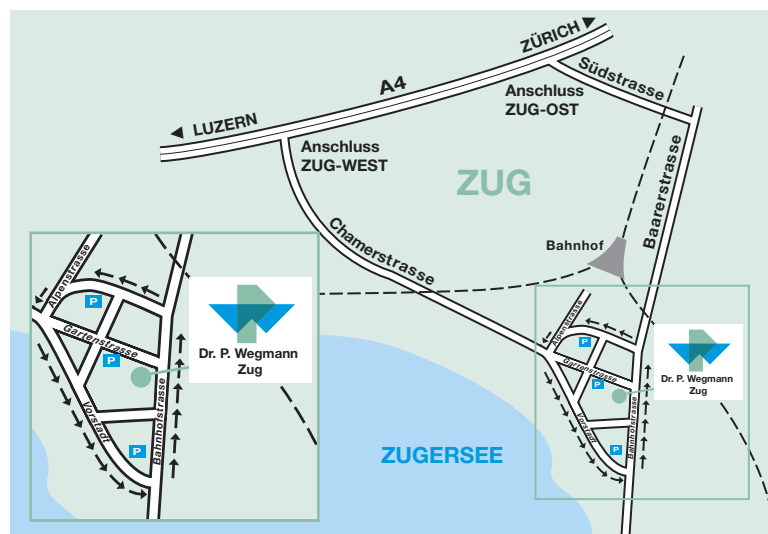 ZÜRICH
A4
Südstrasse
Anschluss
ZUG-OST
LUZERN
Anschluss
ZUG-WEST
ZUG
Baarerstrasse
Chamerstrasse
Bahnhof
Alpenstrasse
P
Gartenstrasse
P
Dr. P. Wegmann
Zug
Vorstadt
Bahnhofstrasse
P
ZUGERSEE
Alpenstrasse
P
Gartenstrasse
P
Dr. P. Wegmann
Zug
Vorstadt
Bahnhofstrasse
P